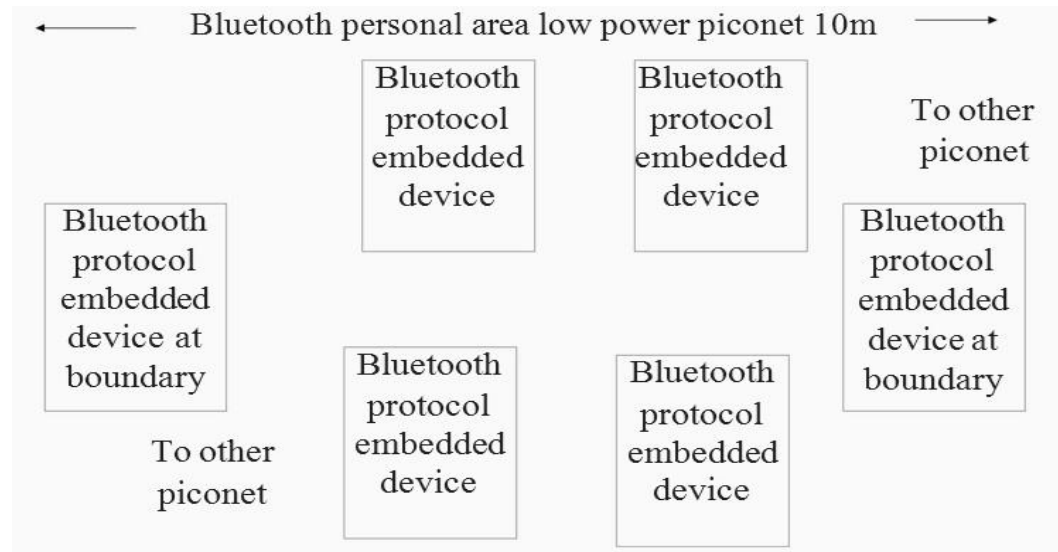 Bluetooth personal area low power piconet 10m
Bluetooth
protocol
embedded
device
Bluetooth
protocol
embedded
device
To other
piconet
Bluetooth
protocol
embedded
device at
boundary
Bluetooth
protocol
embedded
device at
boundary
Bluetooth
protocol
embedded
device
Bluetooth
protocol
embedded
device
To other
piconet